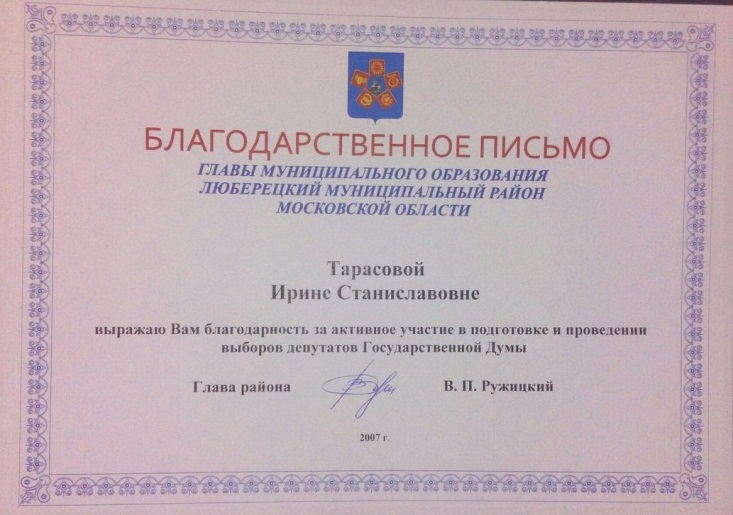 БЛАГОДАРСТВЕННОЕ ПИСЬМО
ГЛАВЫ МУНИЦИПАЛЬНОГО ОБРАЗОВАНИЯ
ЛЮБЕРЕЦКИЙ МУНИЦИПАЛЬНЫЙ РАЙОН
МОСКОВСКОЙ ОБЛАСТИ
Тарасовой
Ирине Станиславовне
выражаю Вам благодарность за активное участие в подготовке и проведении
выборов депутатов Государственной Думы
Глава района В. П. Ружицкий
2007 г.